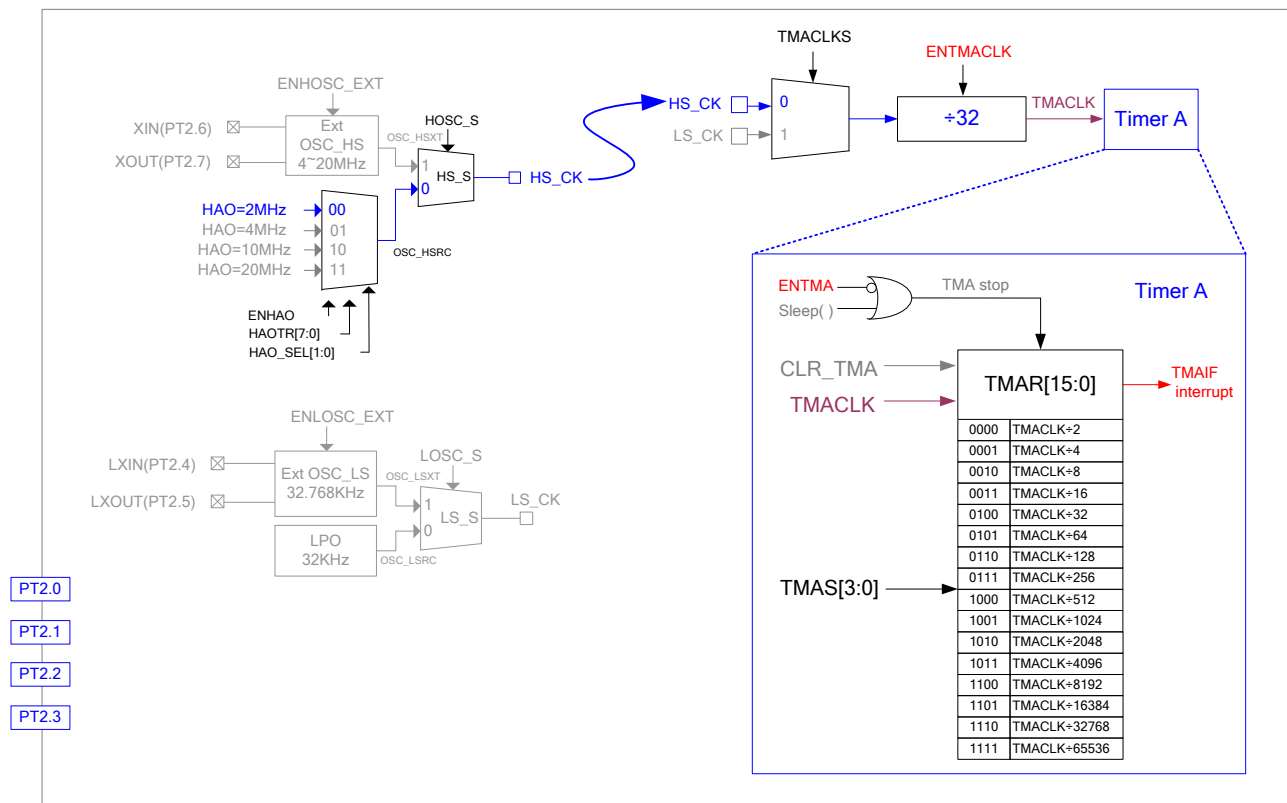 TMACLKS
ENTMACLK
ENHOSC_EXT
XIN(PT2.6)
XOUT(PT2.7)
Ext
OSC_HS
4~20MHz
OSC_HSXT
HOSC_S
1
0
HS_S
HS_CK
HS_CK
LS_CK
0
1
÷32
TMACLK
Timer A
HAO=2MHz
HAO=4MHz
HAO=10MHz
HAO=20MHz
00
01
10
11
OSC_HSRC
ENHAO
HAOTR[7:0]
HAO_SEL[1:0]
ENTMA
Sleep( )
TMA stop
Timer A
CLR_TMA
TMACLK
TMAR[15:0]
TMAIF
interrupt
TMAS[3:0]
0000 TMACLK÷2
0001 TMACLK÷4
0010 TMACLK÷8
0011 TMACLK÷16
0100 TMACLK÷32
0101 TMACLK÷64
0110 TMACLK÷128
0111 TMACLK÷256
1000 TMACLK÷512
1001 TMACLK÷1024
1010 TMACLK÷2048
1011 TMACLK÷4096
1100 TMACLK÷8192
1101 TMACLK÷16384
1110 TMACLK÷32768
1111 TMACLK÷65536
ENLOSC_EXT
LXIN(PT2.4)
LXOUT(PT2.5)
Ext OSC_LS
32.768KHz
OSC_LSXT
LOSC_S
1
0
LS_S
LS_CK
LPO
32KHz
OSC_LSRC
PT2.0
PT2.1
PT2.2
PT2.3